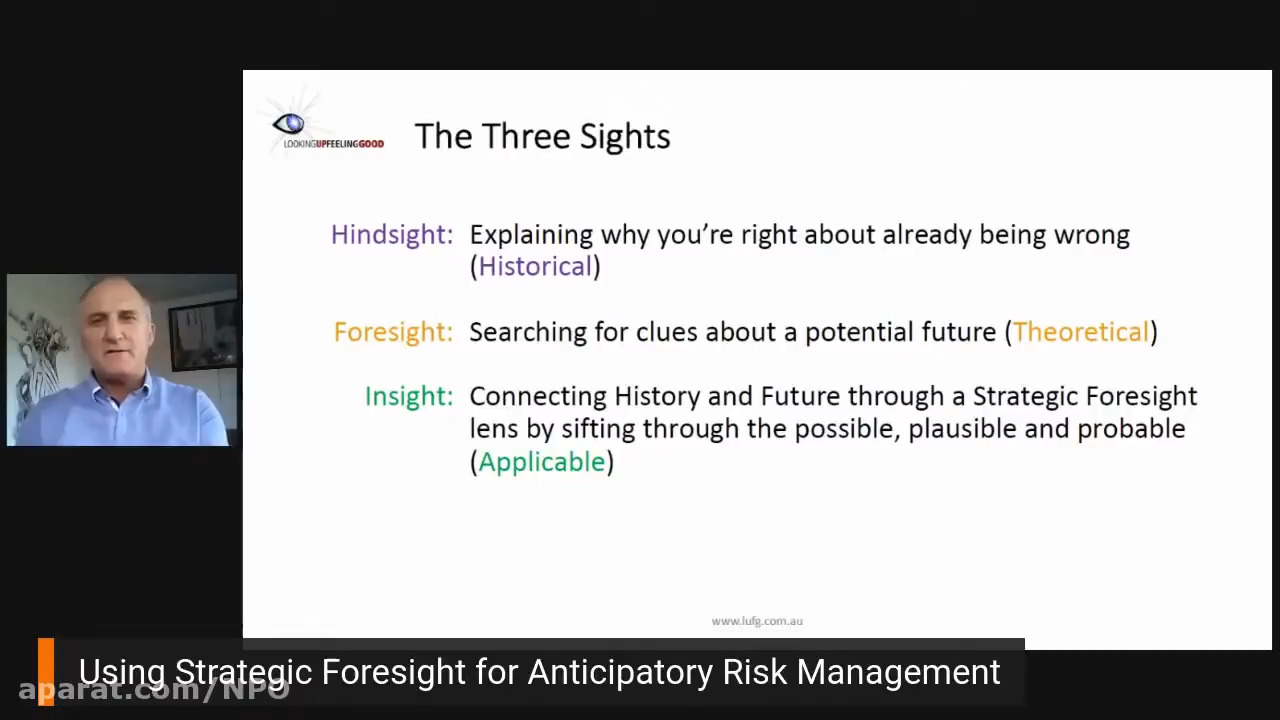 LOOKINGUPFEELINGGOOD
The Three Sights
Hindsight: Explaining why you’re right about already being wrong
(Historical)
Foresight: Searching for clues about a potential future (Theoretical)
Insight: Connecting History and Future through a Strategic Foresight
lens by sifting through the possible, plausible and probable
(Applicable)
www.lufg.com.au
Using Strategic Foresight for Anticipatory Risk Management
aparat.com/NPO